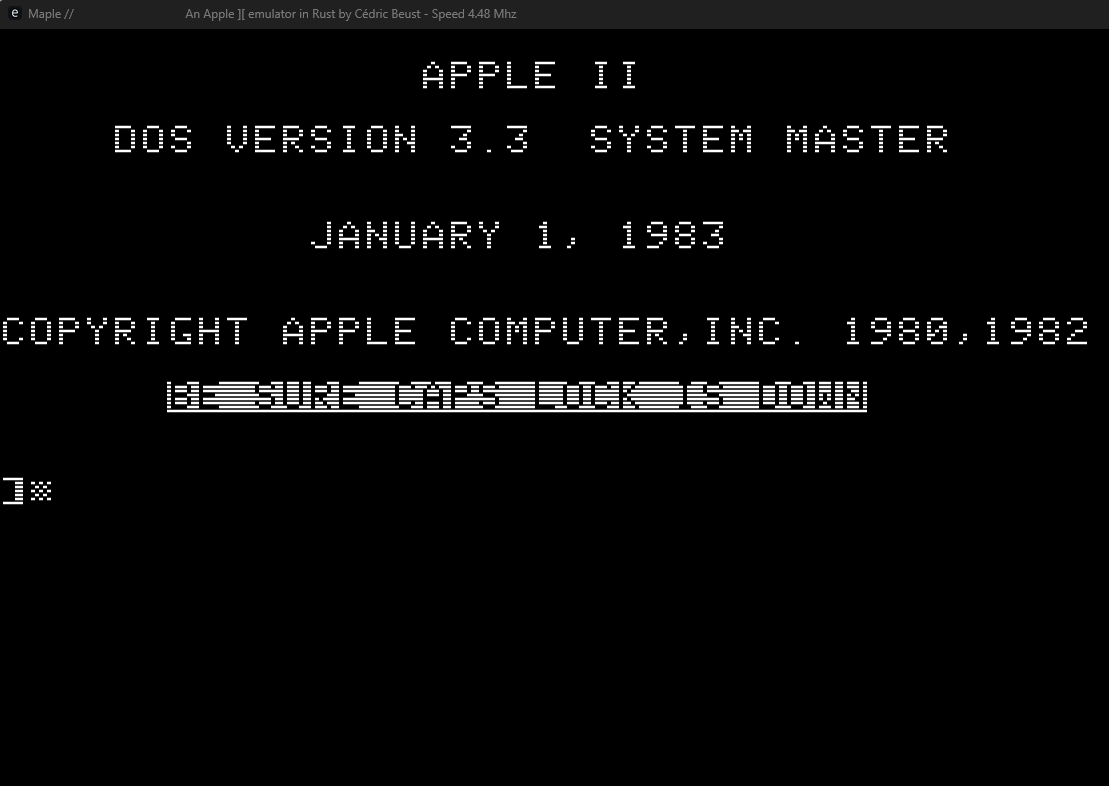 Maple // An Apple ][ emulator in Rust by Cédric Beust - Speed 4.48 Mhz
APPLE II
DOS VERSION 3.3 SYSTEM MASTER
JANUARY 1, 1983
COPYRIGHT APPLE COMPUTER,INC. 1980,1982
BE SURE CAPS LOCK IS DOWN
]